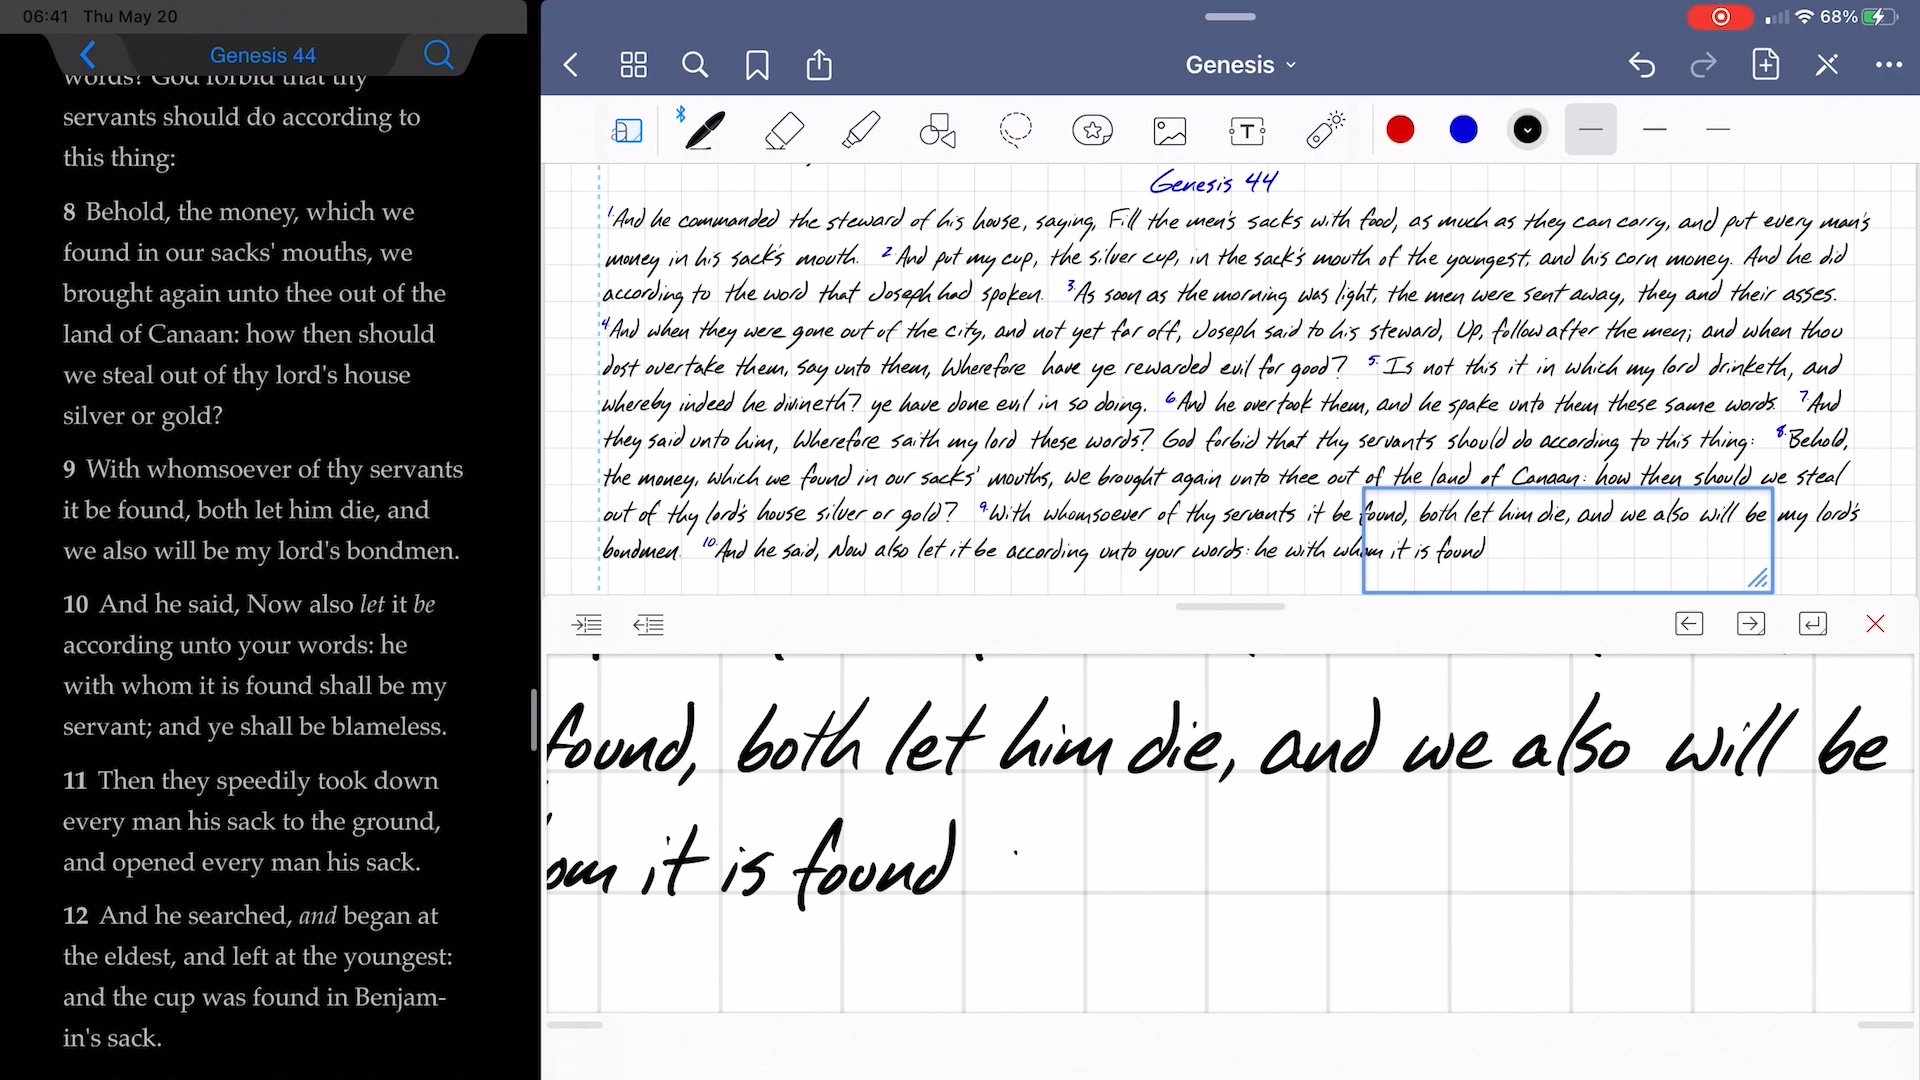 06:41 Thu May 20
Genesis 44
words? God forbid that thy
servants should do according to
this thing:
8 Behold, the money, which we
found in our sacks' mouths, we
brought again unto thee out of the
land of Canaan: how then should
we steal out of thy lord's house
silver or gold?
9 With whomsoever of thy servants
it be found, both let him die, and
we also will be my lord's bondmen.
10 And he said, Now also let it be
according unto your words: he
with whom it is found shall be my
servant; and ye shall be blameless.
11 Then they speedily took down
every man his sack to the ground,
and opened every man his sack.
12 And he searched, and began at
the eldest, and left at the youngest:
and the cup was found in Benjam-
in's sack.
68%
Genesis
Genesis 44
1. And he commanded the steward of his house, saying, Fill the men's sacks with food, as much as they can carry, and put every man's
money in his sack's mouth. 2 And put my cup, the silver cup, in the sack's mouth of the youngest, and his corn money. And he did
according to the word that Joseph had spoken. 3. As soon as the morning was light, the men were sent away, they and their asses.
4 And when they were gone out of the city, and not yet far off, Joseph said to his steward, Up, follow after the men; and when thou
dost overtake them, say unto them, Wherefore have ye rewarded evil for good? 5. Is not this it in which my lord drinketh, and
whereby indeed he divineth? ye have done evil in so doing. 6 And he overtook them, and he spake unto them these same words. 7. And
they said unto him, Wherefore saith my lord these words? God forbid that thy servants should do according to this thing: 8. Behold,
the money, which we found in our sacks' mouths, we brought again unto thee out of the land of Canaan: how then should we steal
out of thy lord's house silver or gold? 9. With whomsoever of thy servants it be found, both let him die, and we also will be my lord's
bondmen. 10. And he said, Now also let it be according unto your words: he with whom it is found
found, both let him die, and we also will be
om it is found